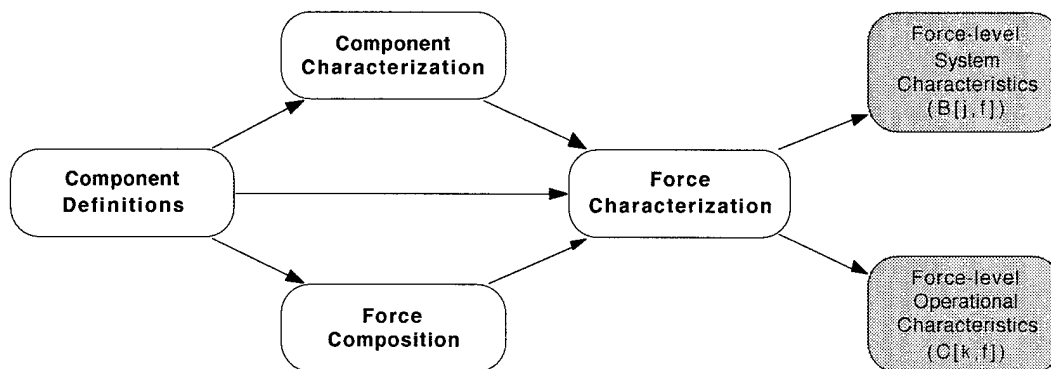 Component
Characterization
Force-level
System
Characteristics
(B[j,f])
Component
Definitions
Force
Characterization
Force
Composition
Force-level
Operational
Characteristics
(C[k,f])